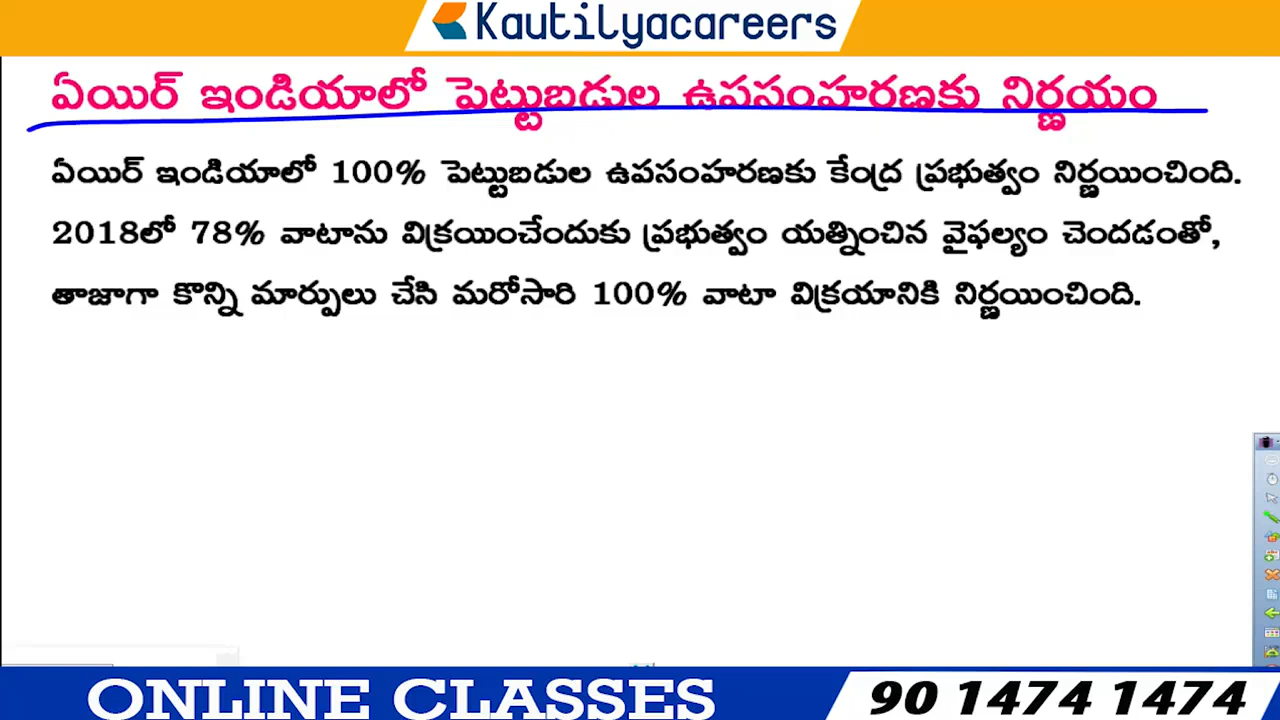 Kautilyacareers
ఏయిర్ ఇండియాలో పెట్టుబడుల ఉపసంహరణకు నిర్ణయం
ఏయిర్ ఇండియాలో 100% పెట్టుబడుల ఉపసంహరణకు కేంద్ర ప్రభుత్వం నిర్ణయించింది.
2018లో 78% వాటాను విక్రయించేందుకు ప్రభుత్వం యత్నించిన వైఫల్యం చెందడంతో,
తాజాగా కొన్ని మార్పులు చేసి మరోసారి 100% వాటా విక్రయానికి నిర్ణయించింది.
ONLINE CLASSES
90 1474 1474